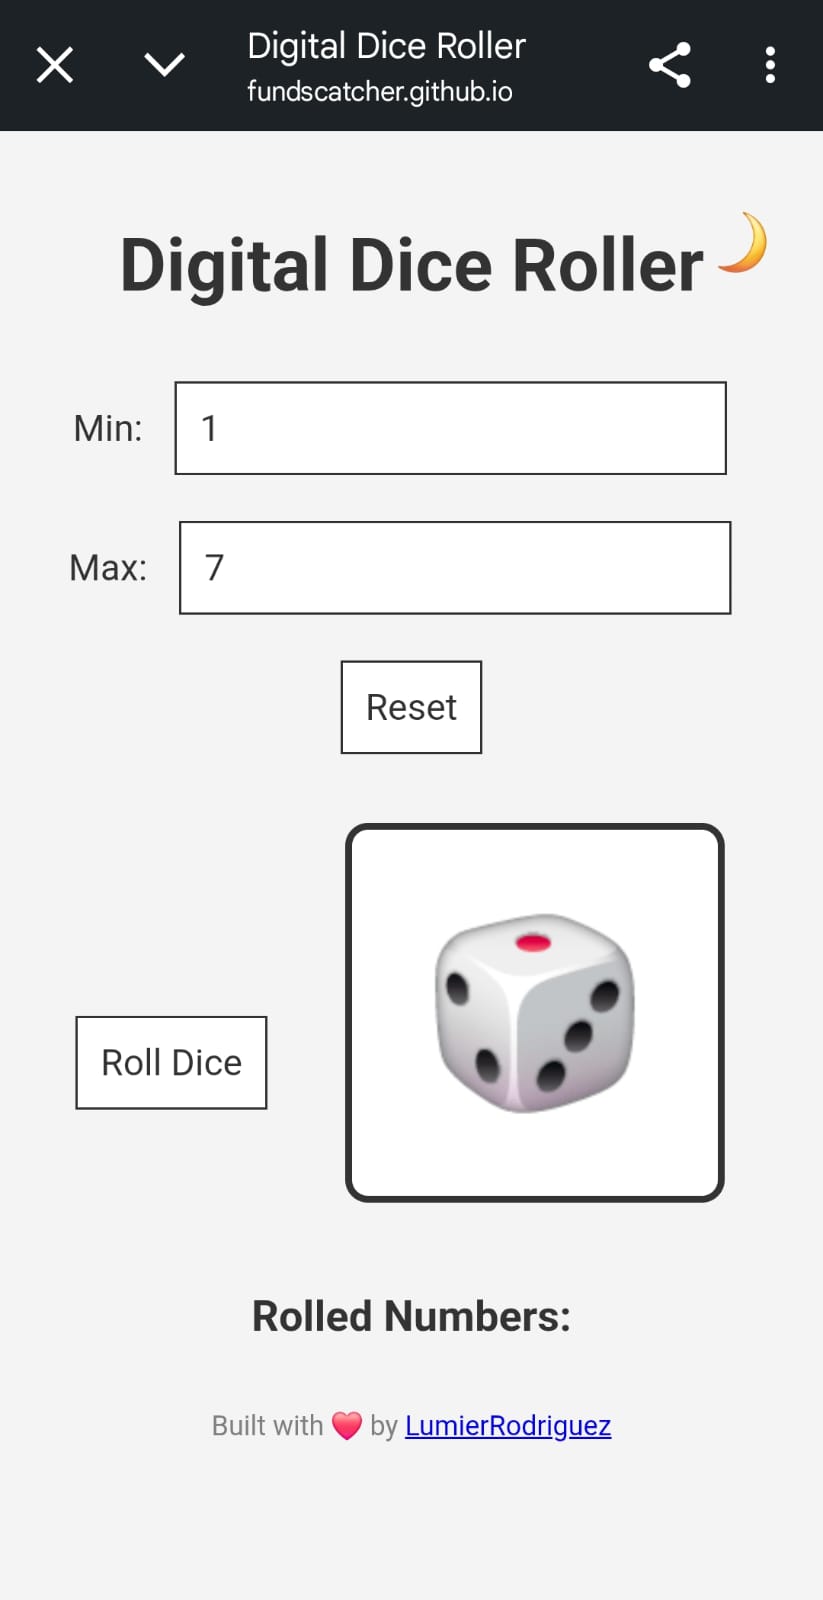 Digital Dice Roller
fundscatcher.github.io
Digital Dice Roller
Min: 1
Max: 7
Reset
Roll Dice
Rolled Numbers:
Built with ❤️ by LumierRodriguez